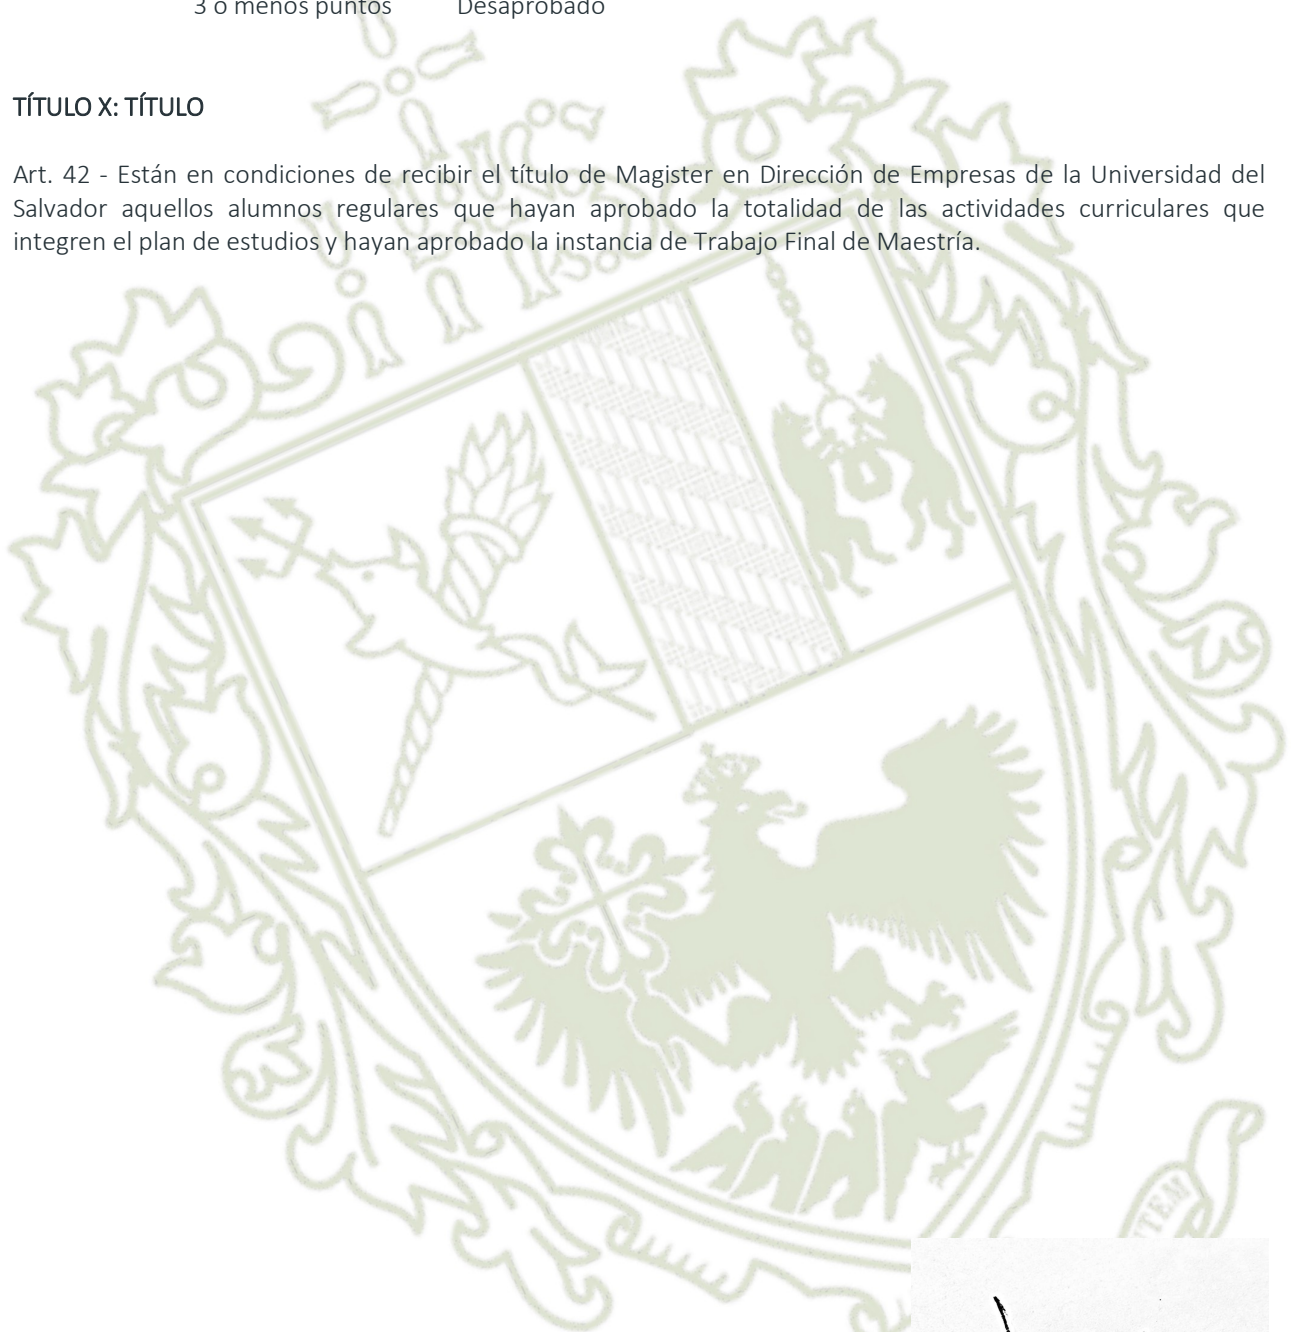 3 o menos puntos Desaprobado
TÍTULO X: TÍTULO
Art. 42 - Están en condiciones de recibir el título de Magister en Dirección de Empresas de la Universidad del
Salvador aquellos alumnos regulares que hayan aprobado la totalidad de las actividades curriculares que
integren el plan de estudios y hayan aprobado la instancia de Trabajo Final de Maestría.